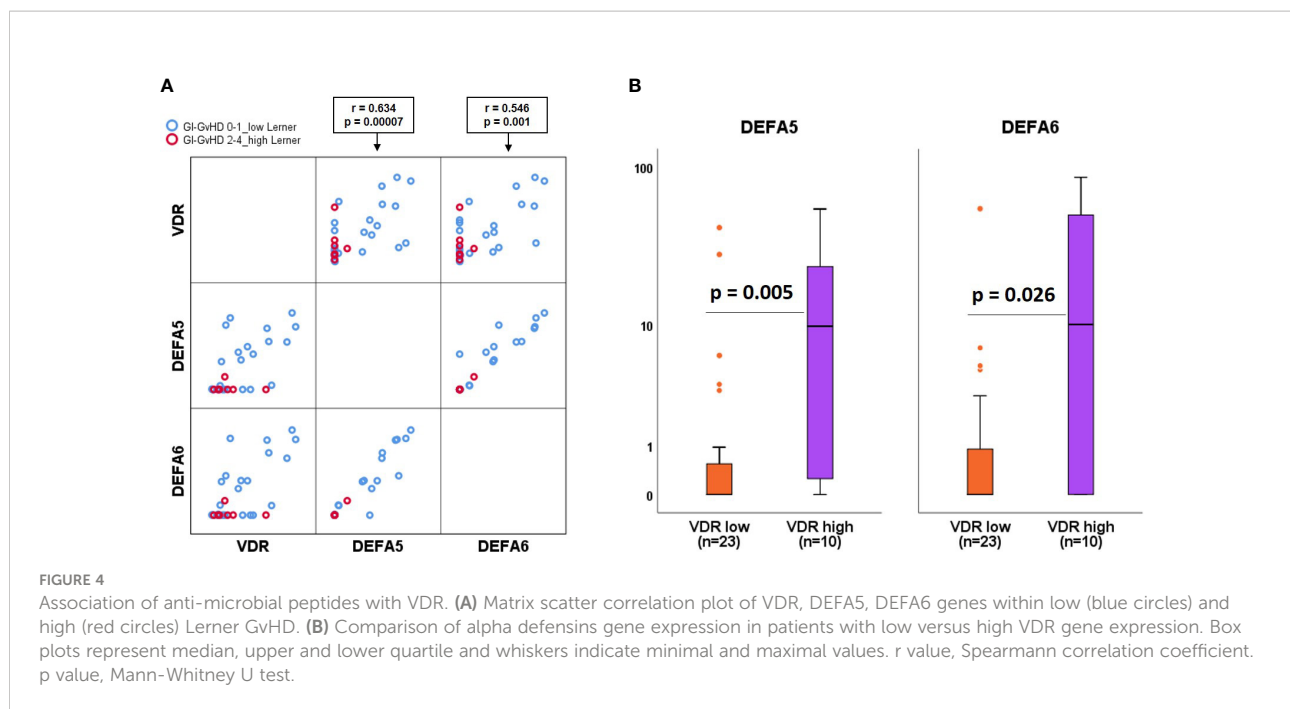 A
r = 0.634
p = 0.00007
r = 0.546
p = 0.001
GI-GvHD 0-1_low Lerner
GI-GvHD 2-4_high Lerner
VDR
DEFA5
DEFA6
VDR
DEFA5
DEFA6
B
DEFA5
DEFA6
100
10
1
0
p = 0.005
p = 0.026
VDR low
(n=23)
VDR high
(n=10)
VDR low
(n=23)
VDR high
(n=10)
FIGURE 4
Association of anti-microbial peptides with VDR. (A) Matrix scatter correlation plot of VDR, DEFA5, DEFA6 genes within low (blue circles) and
high (red circles) Lerner GvHD. (B) Comparison of alpha defensins gene expression in patients with low versus high VDR gene expression. Box
plots represent median, upper and lower quartile and whiskers indicate minimal and maximal values. r value, Spearmann correlation coefficient.
p value, Mann-Whitney U test.